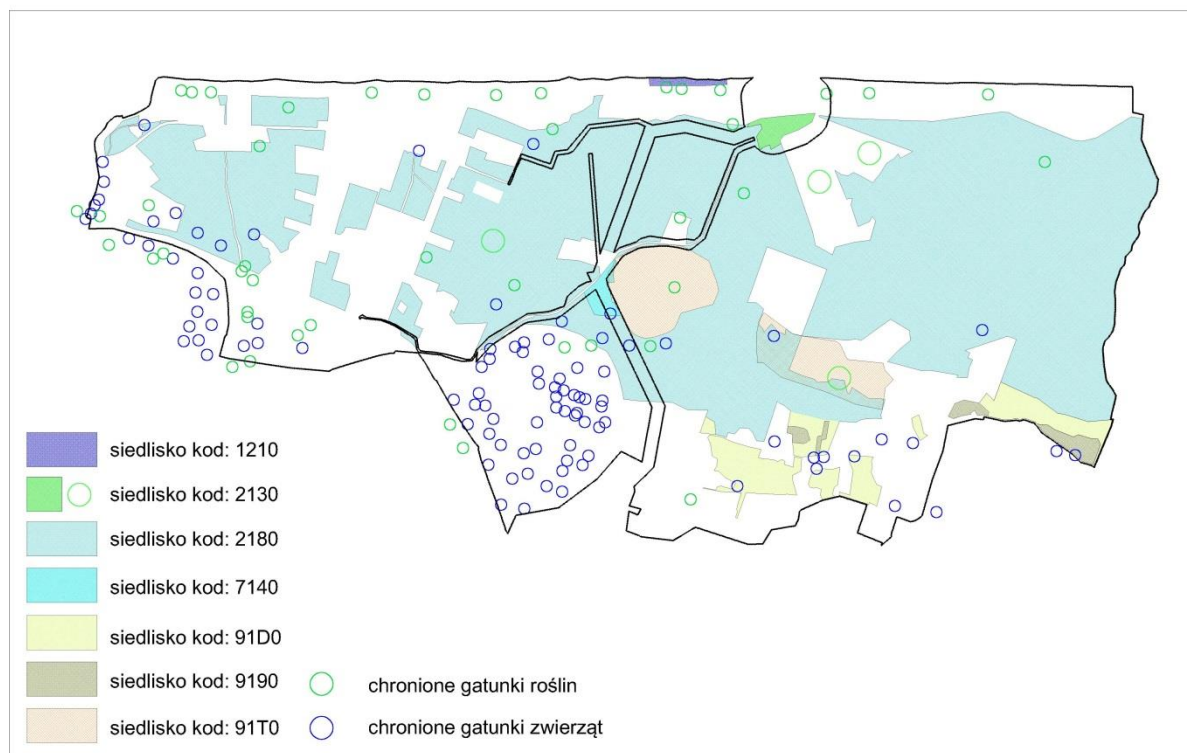 siedlisko kod: 1210
siedlisko kod: 2130
siedlisko kod: 2180
siedlisko kod: 7140
siedlisko kod: 91D0
siedlisko kod: 9190
siedlisko kod: 91T0
chronione gatunki roślin
chronione gatunki zwierząt